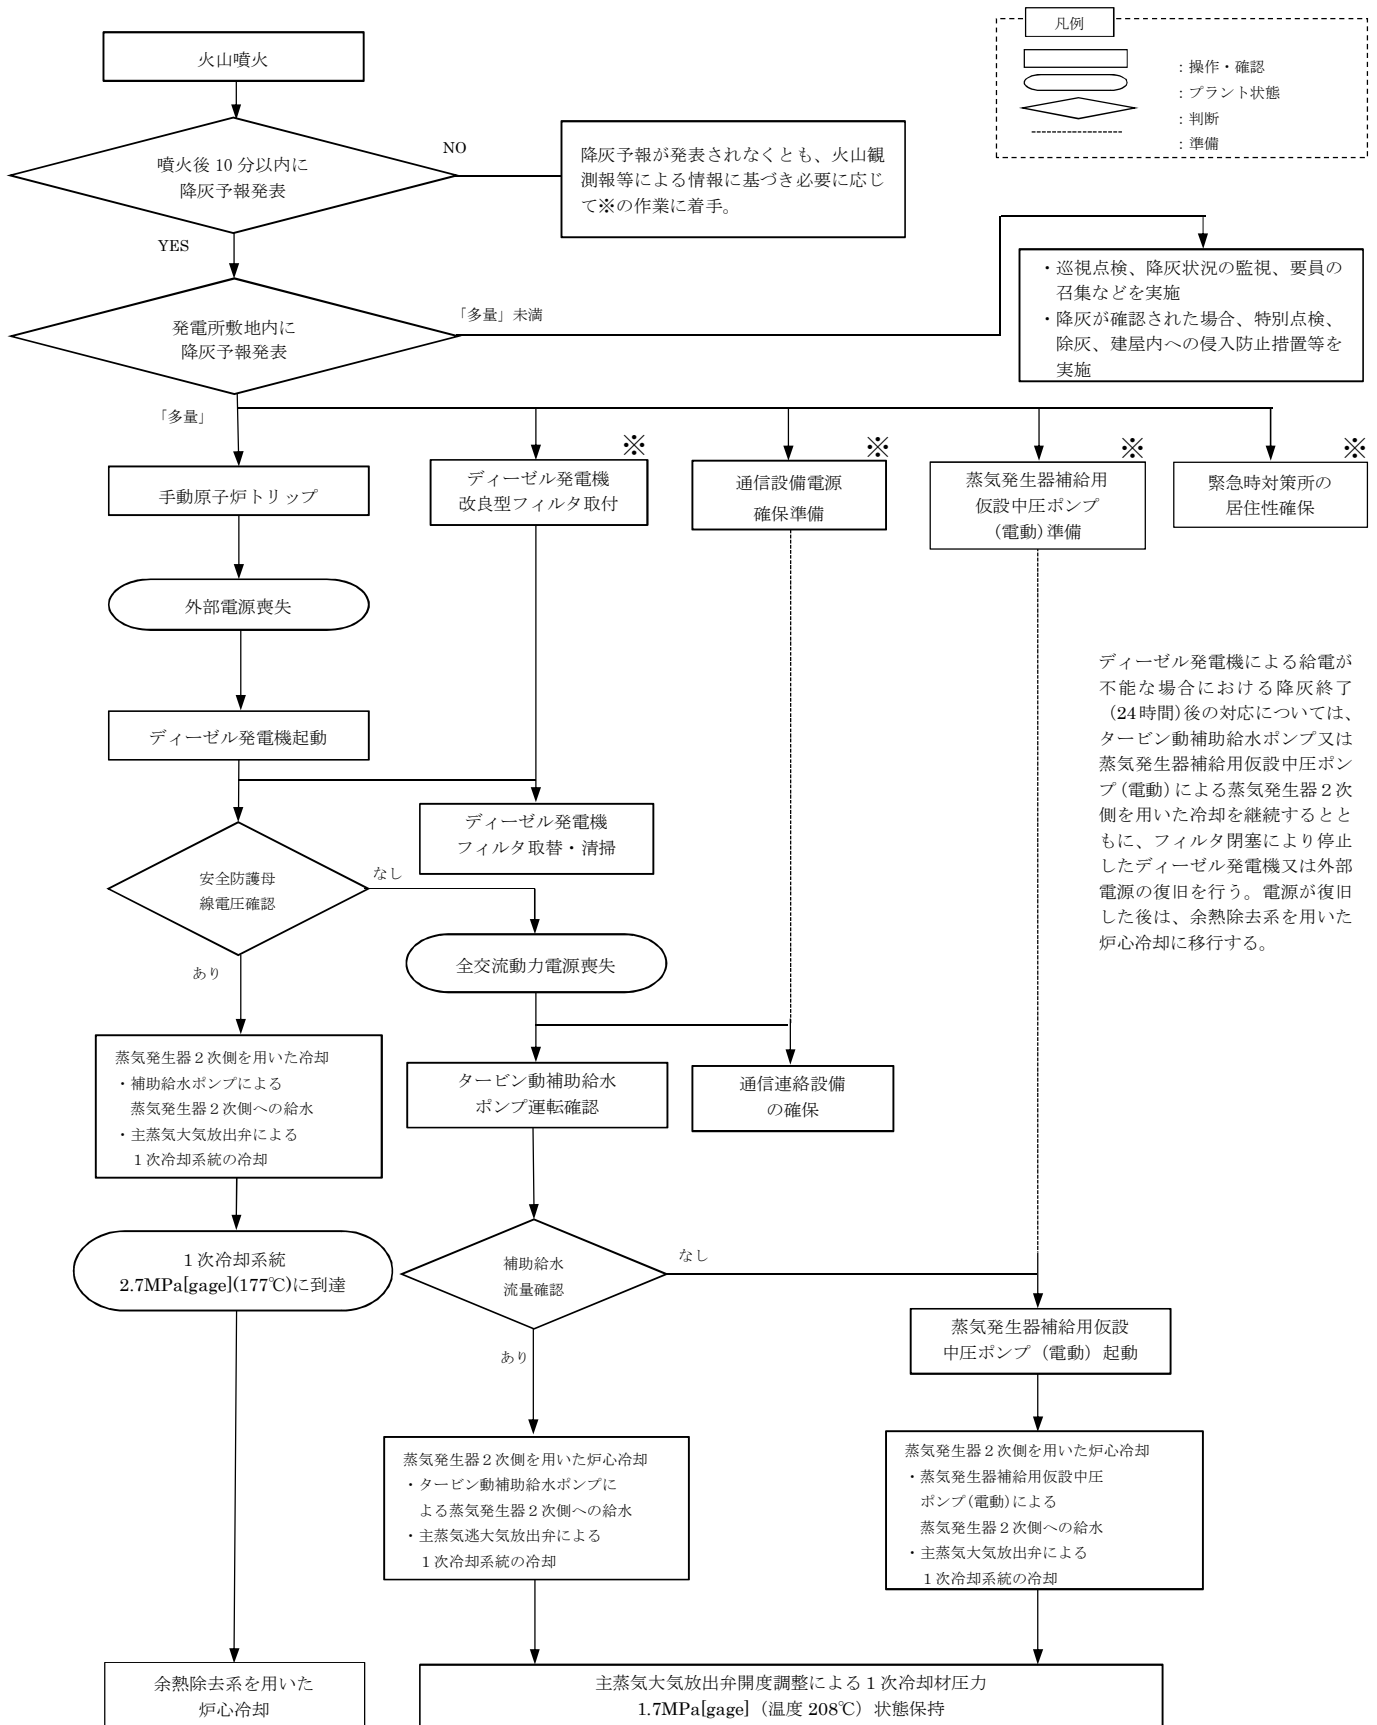 凡例
：操作・確認
：プラント状態
：判断
：準備
火山噴火
噴火後 10 分以内に
降灰予報発表
NO
YES
降灰予報が発表されなくとも、火山観
測報等による情報に基づき必要に応じ
て※の作業に着手。
発電所敷地内に
降灰予報発表
「多量」未満
「多量」
・巡視点検、降灰状況の監視、要員の
召集などを実施
・降灰が確認された場合、特別点検、
除灰、建屋内への侵入防止措置等を
実施
手動原子炉トリップ
※
ディーゼル発電機
改良型フィルタ取付
※
通信設備電源
確保準備
※
蒸気発生器補給用
仮設中圧ポンプ
(電動)準備
※
緊急時対策所の
居住性確保
外部電源喪失
ディーゼル発電機起動
ディーゼル発電機による給電が
不能な場合における降灰終了
（24時間)後の対応については、
タービン動補助給水ポンプ又は
蒸気発生器補給用仮設中圧ポン
プ(電動)による蒸気発生器２次
側を用いた冷却を継続するとと
もに、フィルタ閉塞により停止
したディーゼル発電機又は外部
電源の復旧を行う。電源が復旧
した後は、余熱除去系を用いた
炉心冷却に移行する。
ディーゼル発電機
フィルタ取替・清掃
安全防護母
線電圧確認
なし
あり
全交流動力電源喪失
蒸気発生器２次側を用いた冷却
・補助給水ポンプによる
蒸気発生器２次側への給水
・主蒸気大気放出弁による
１次冷却系統の冷却
タービン動補助給水
ポンプ運転確認
通信連絡設備
の確保
１次冷却系統
2.7MPa[gage](177℃)に到達
補助給水
流量確認
なし
あり
蒸気発生器補給用仮設
中圧ポンプ（電動）起動
蒸気発生器２次側を用いた炉心冷却
・タービン動補助給水ポンプに
よる蒸気発生器２次側への給水
・主蒸気逃大気放出弁による
１次冷却系統の冷却
蒸気発生器２次側を用いた炉心冷却
・蒸気発生器補給用仮設中圧
ポンプ(電動)による
蒸気発生器２次側への給水
・主蒸気大気放出弁による
１次冷却系統の冷却
余熱除去系を用いた
炉心冷却
主蒸気大気放出弁開度調整による１次冷却材圧力
1.7MPa[gage]（温度 208℃）状態保持